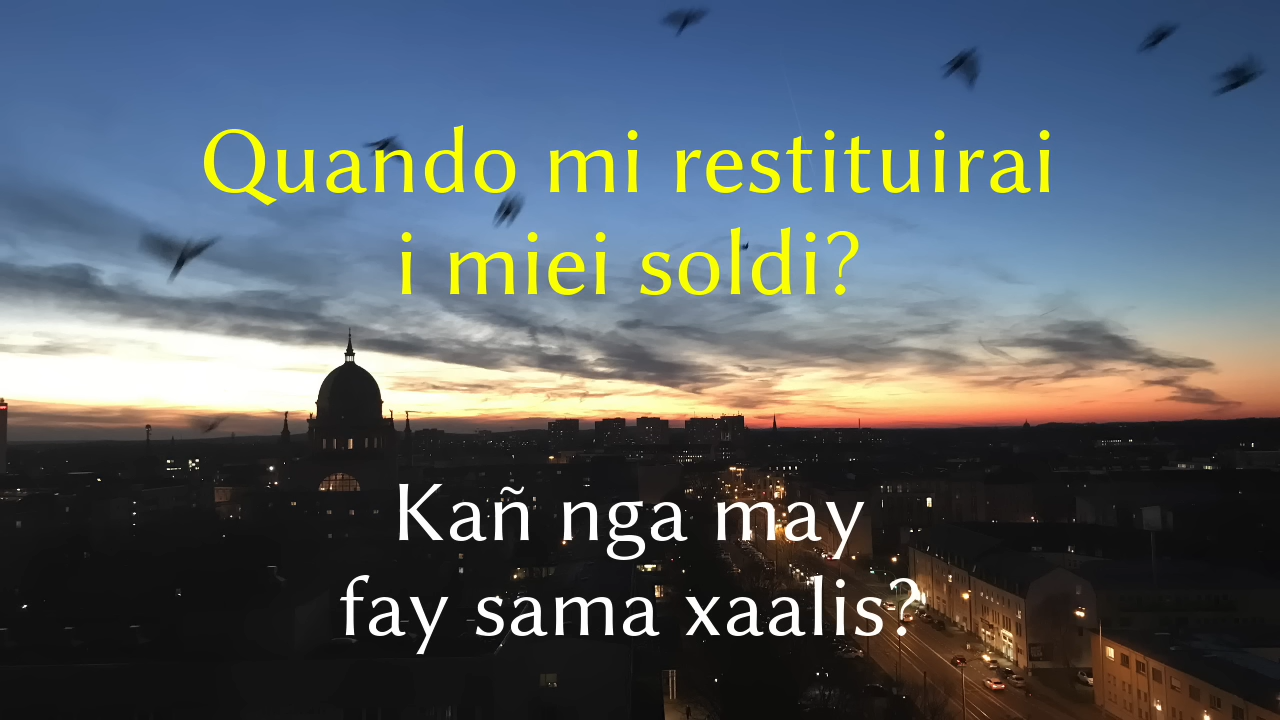 Quando mi restituirai
i miei soldi?
Kañ nga may
fay sama xaalis?